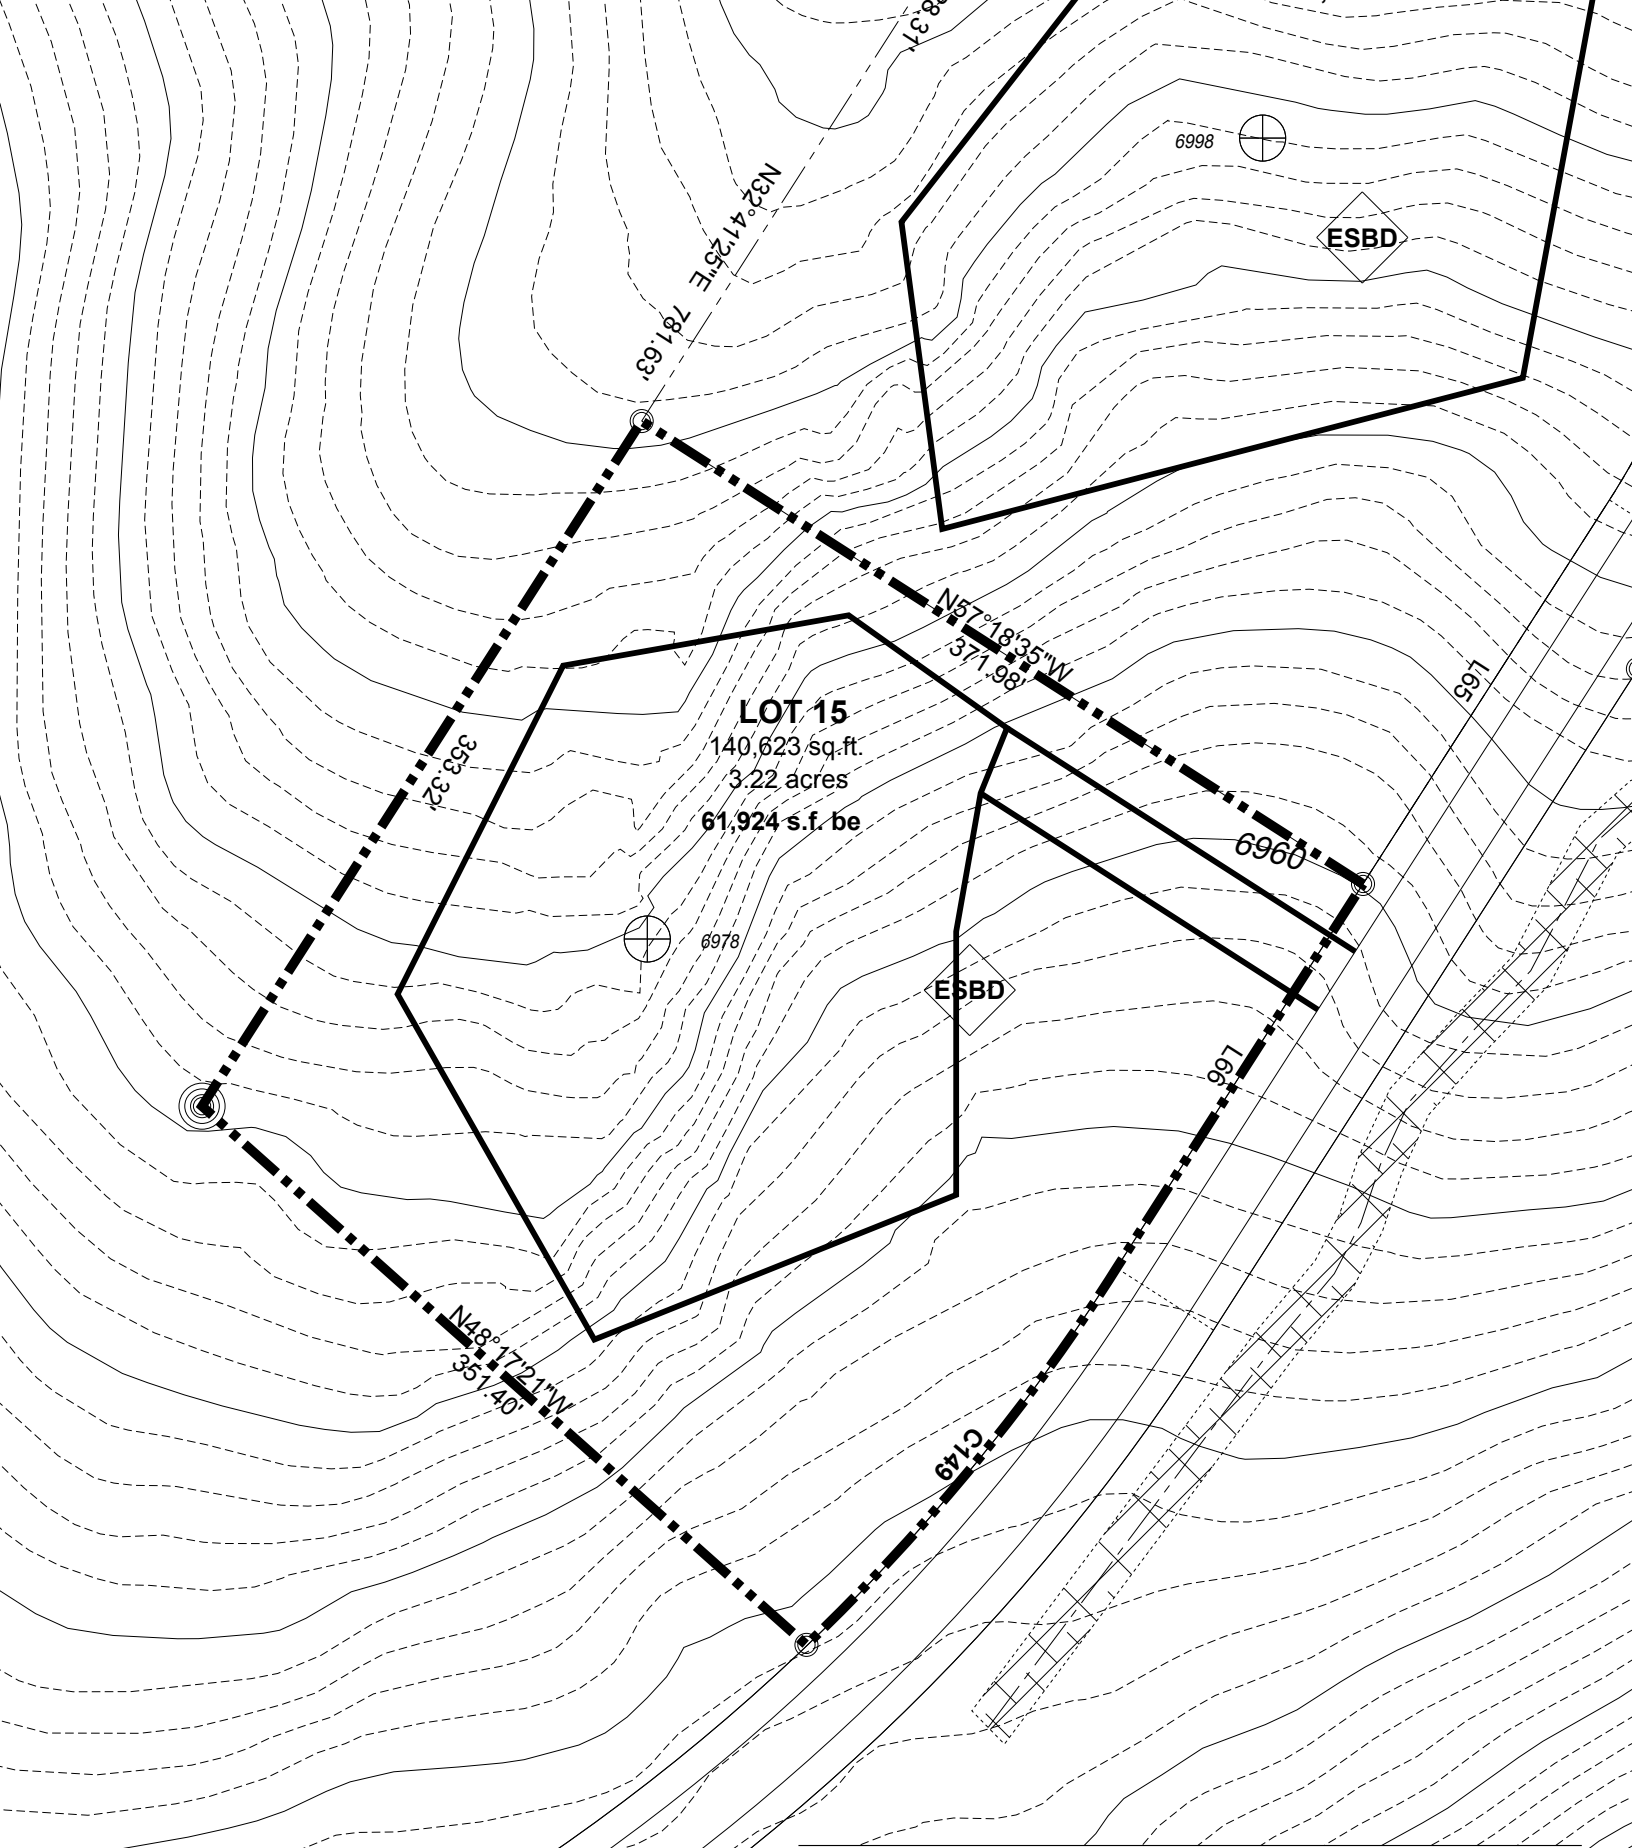 8.31'
6998
ESBD
N32°41'25"E
781.63'
N57°18'35"W
371.98'
L65
LOT 15
140,623 sq.ft.
3.22 acres
61,924 s.f. be
353.32'
6960
6978
ESBD
L66
N48°17'21"W
351.40'
C149